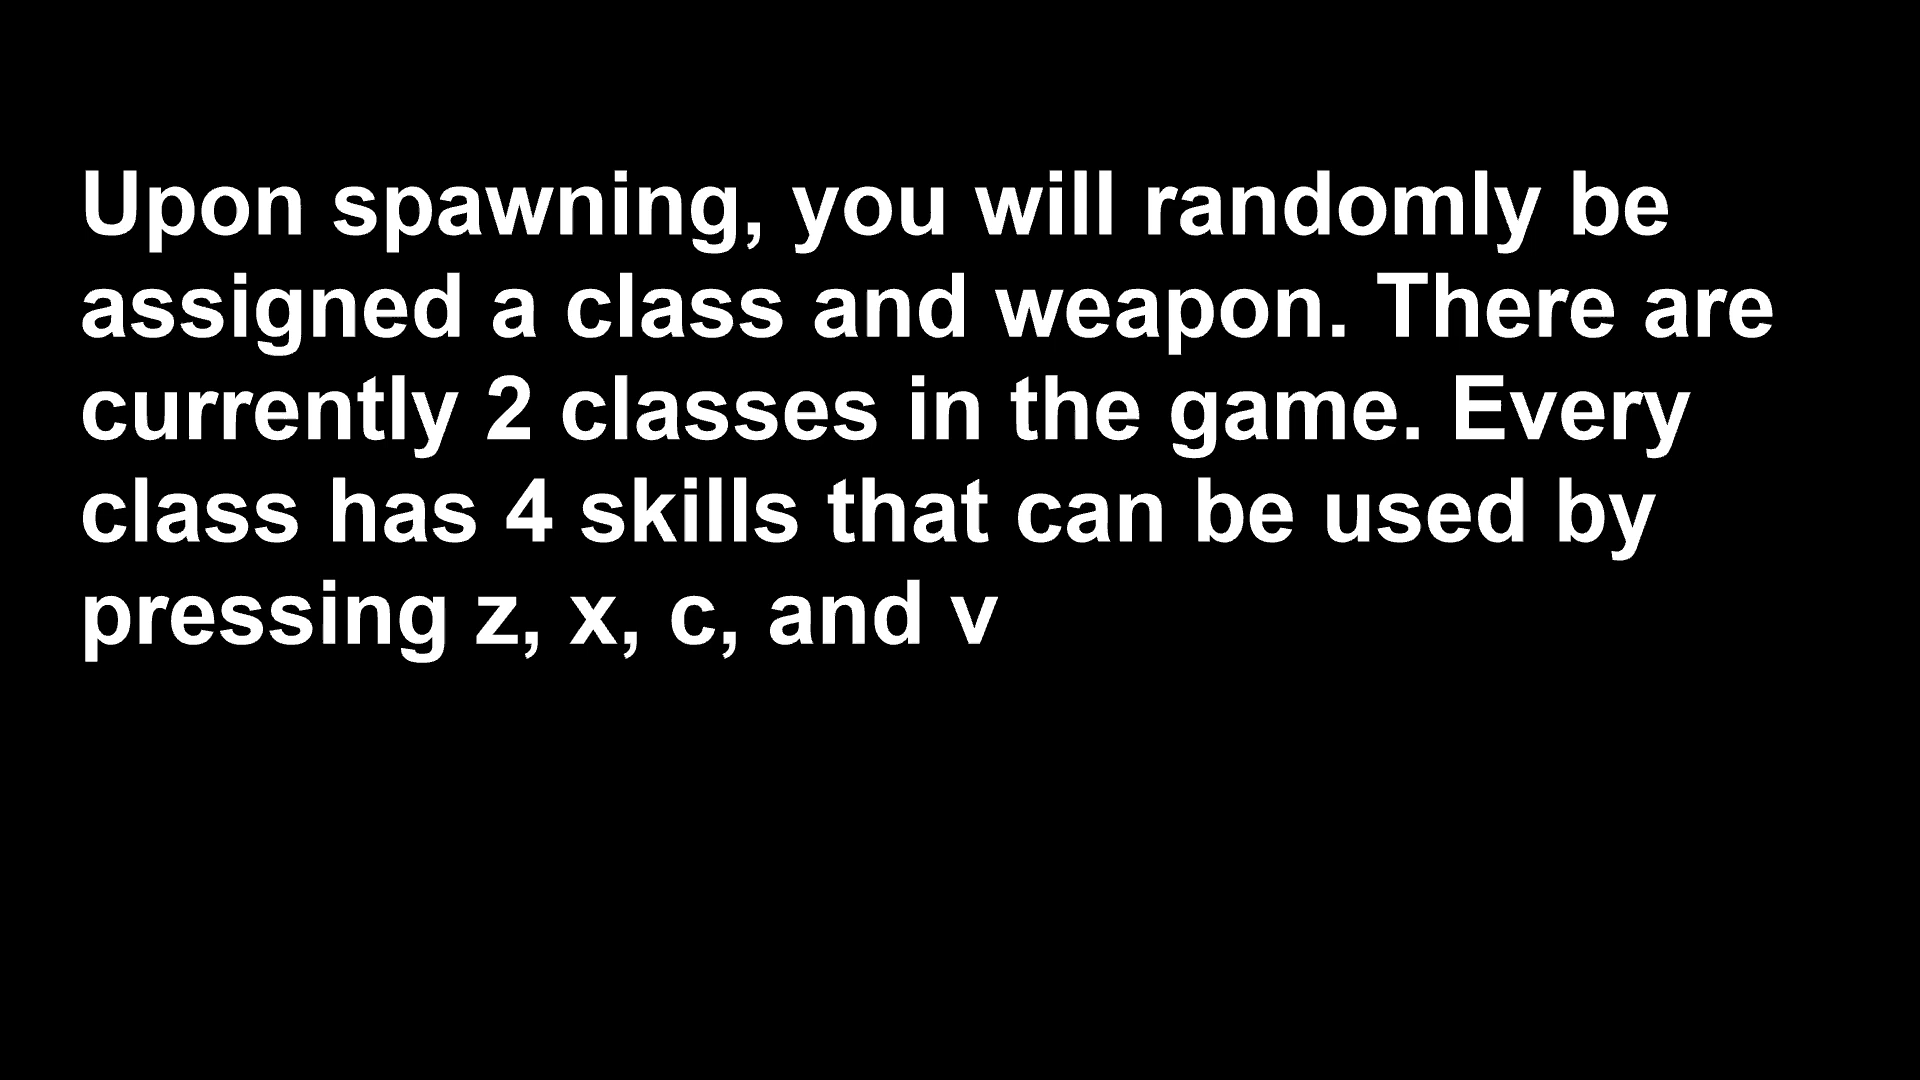 Upon spawning, you will randomly be
assigned a class and weapon. There are
currently 2 classes in the game. Every
class has 4 skills that can be used by
pressing z, x, c, and v